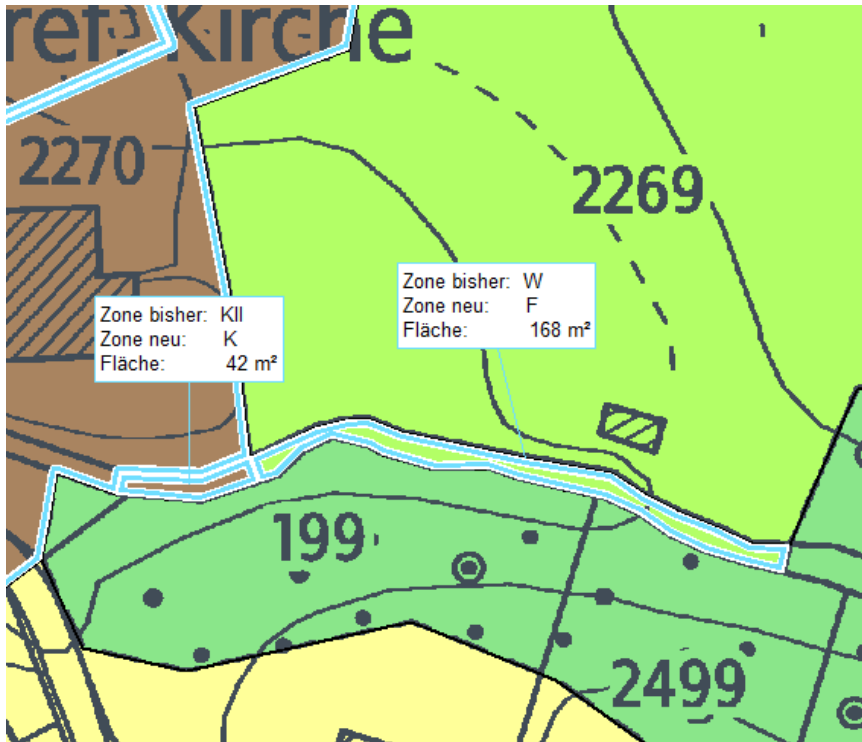 ref. Kirche
2270
2269
Zone bisher: W
Zone neu: F
Fläche: 168 m²
Zone bisher: KII
Zone neu: K
Fläche: 42 m²
199
2499